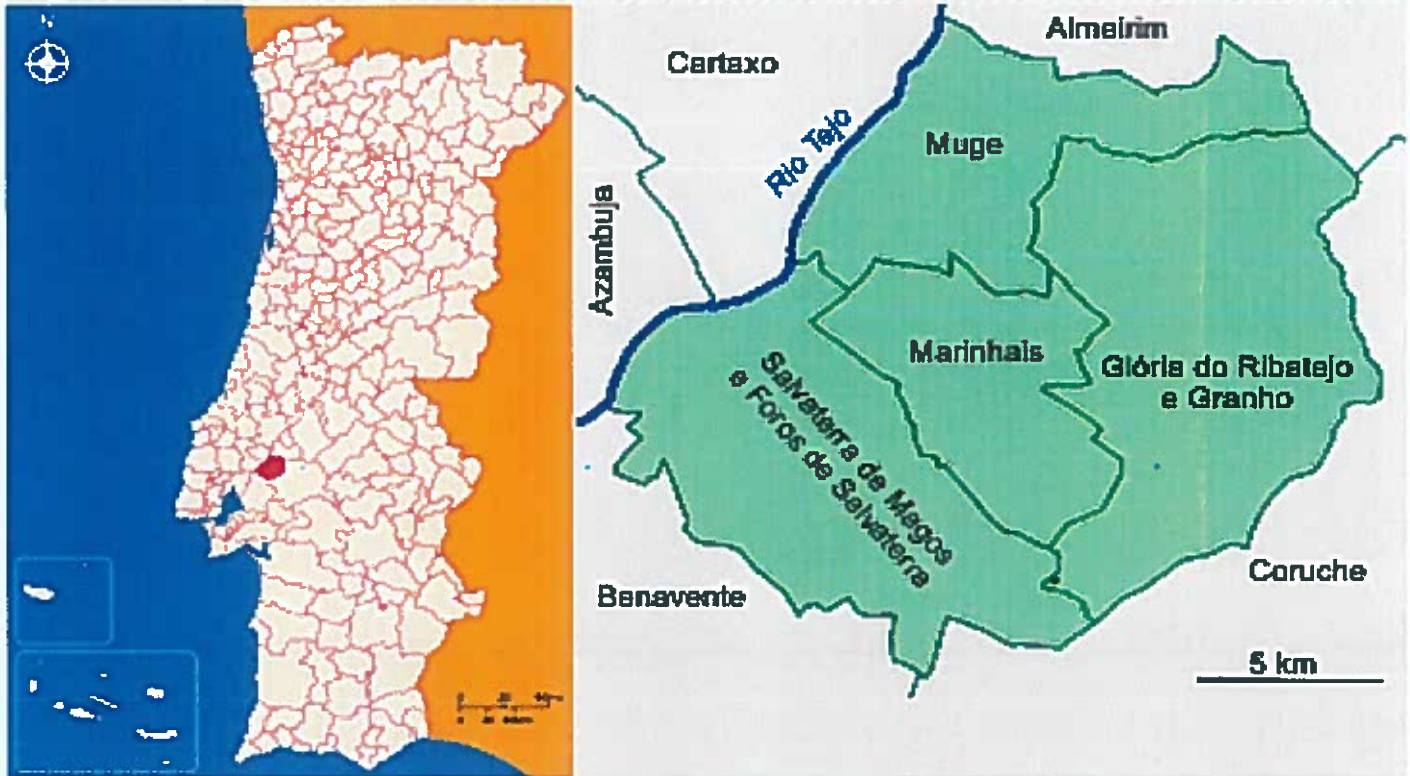 Almeirim
Cartaxo
Rio Tejo
Muge
Azambuja
Marinhais
Glória do Ribatejo
e Granho
Salvaterra de Magos
e Foros de Salvaterra
Benavente
Coruche
5 km